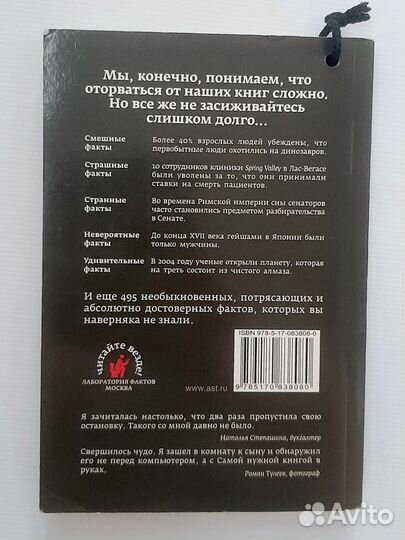 Мы, конечно, понимаем, что
оторваться от наших книг сложно.
Но все же не засиживайтесь
слишком долго...
Смешные факты
Более 40% взрослых людей убеждены, что
первобытные люди охотились на динозавров.
Страшные факты
10 сотрудников клиники Spring Valley в Лас-Вегасе
были уволены за то, что они принимали
ставки на смерть пациентов.
Странные факты
Во времена Римской империи сны сенаторов
часто становились предметом разбирательства
в Сенате.
Невероятные факты
До конца XVII века гейшами в Японии были
только мужчины.
Удивительные факты
В 2004 году ученые открыли планету, которая
на треть состоит из чистого алмаза.
И еще 495 необыкновенных, потрясающих и
абсолютно достоверных фактов, которых вы
наверняка не знали.
читайте везде!
ЛАБОРАТОРИЯ ФАКТОВ
МОСКВА
www.ast.ru
ISBN 978-5-17-083808-0
9 785170 838080
Я зачиталась настолько, что два раза пропустила свою
остановку. Такого со мной давно не было.
Наталья Степашина, бухгалтер
Свершилось чудо. Я зашел в комнату к сыну и обнаружил
его не перед компьютером, а с Самой нужной книгой в
руках.
Роман Тулеев, фотограф
Avito